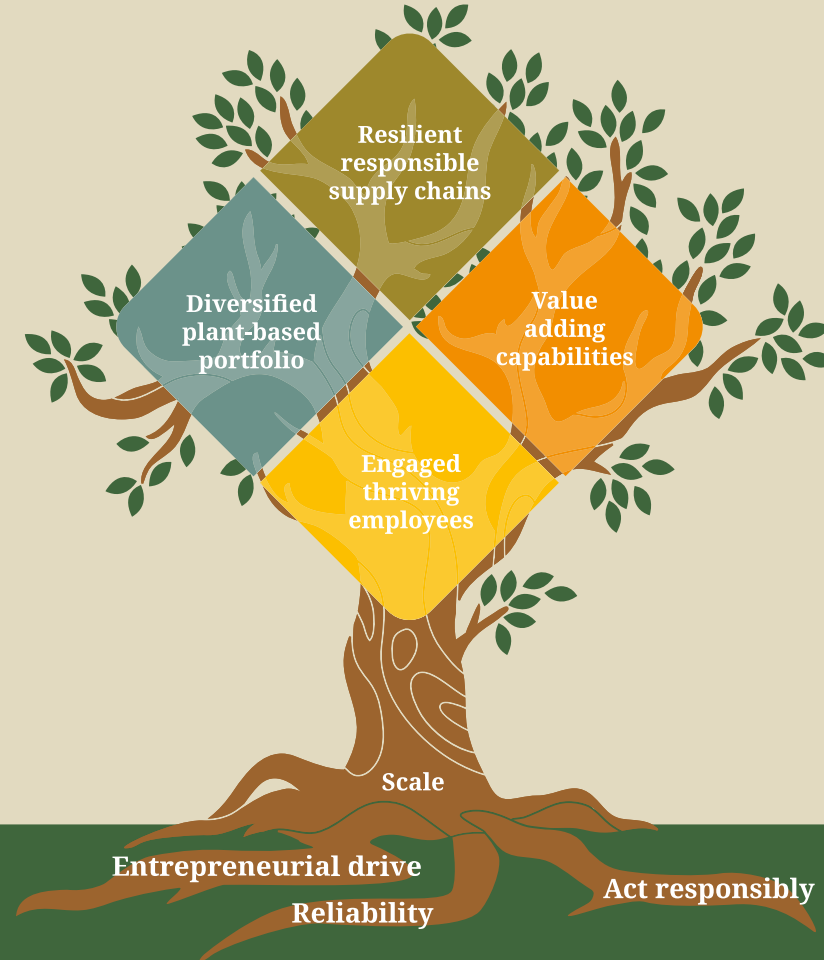 Resilient
responsible
supply chains
Diversified
plant-based
portfolio
Value
adding
capabilities
Engaged
thriving
employees
Scale
Entrepreneurial drive
Act responsibly
Reliability